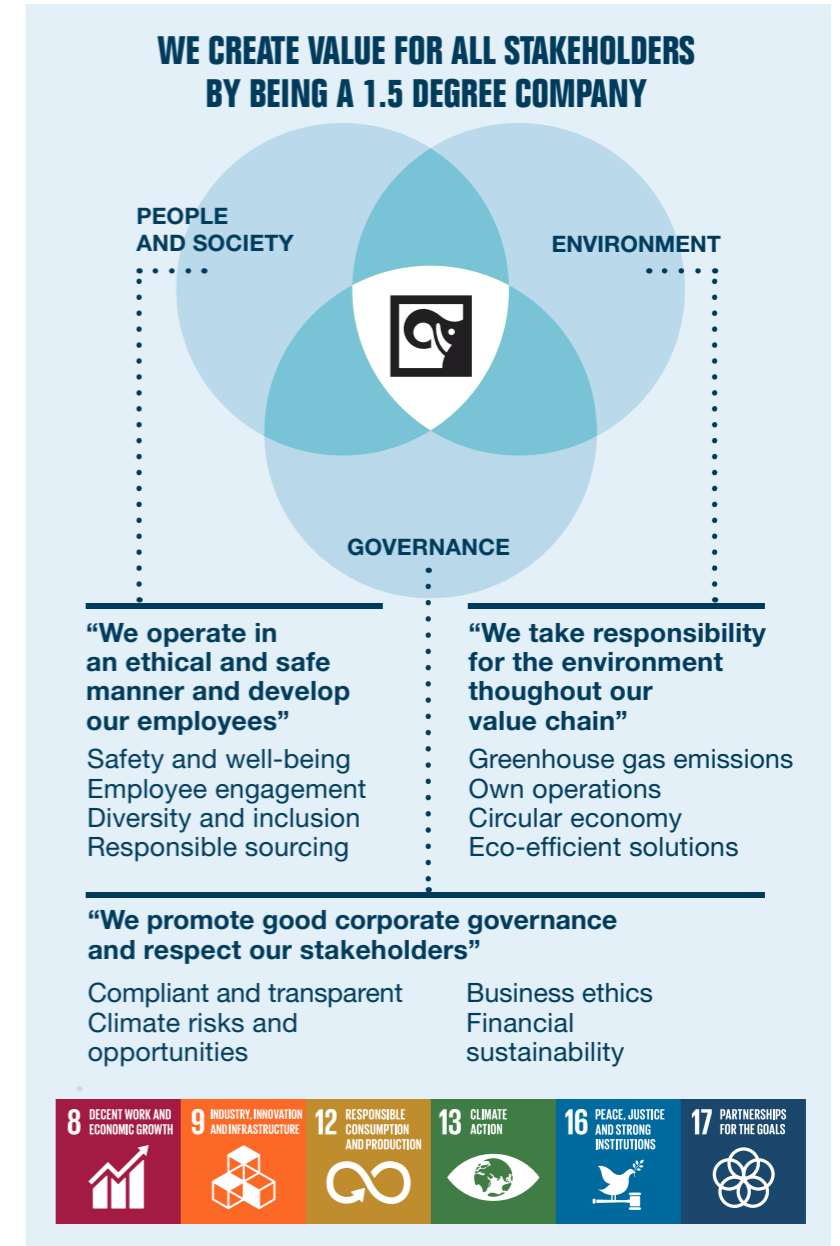 WE CREATE VALUE FOR ALL STAKEHOLDERS
BY BEING A 1.5 DEGREE COMPANY
PEOPLE
AND SOCIETY
ENVIRONMENT
GOVERNANCE
“We operate in
an ethical and safe
manner and develop
our employees”
Safety and well-being
Employee engagement
Diversity and inclusion
Responsible sourcing
“We take responsibility
for the environment
thoughout our
value chain”
Greenhouse gas emissions
Own operations
Circular economy
Eco-efficient solutions
“We promote good corporate governance
and respect our stakeholders”
Compliant and transparent
Climate risks and
opportunities
Business ethics
Financial
sustainability
8 DECENT WORK AND
ECONOMIC GROWTH
9 INDUSTRY, INNOVATION
AND INFRASTRUCTURE
12 RESPONSIBLE
CONSUMPTION
AND PRODUCTION
13 CLIMATE
ACTION
16 PEACE, JUSTICE
AND STRONG
INSTITUTIONS
17 PARTNERSHIPS
FOR THE GOALS